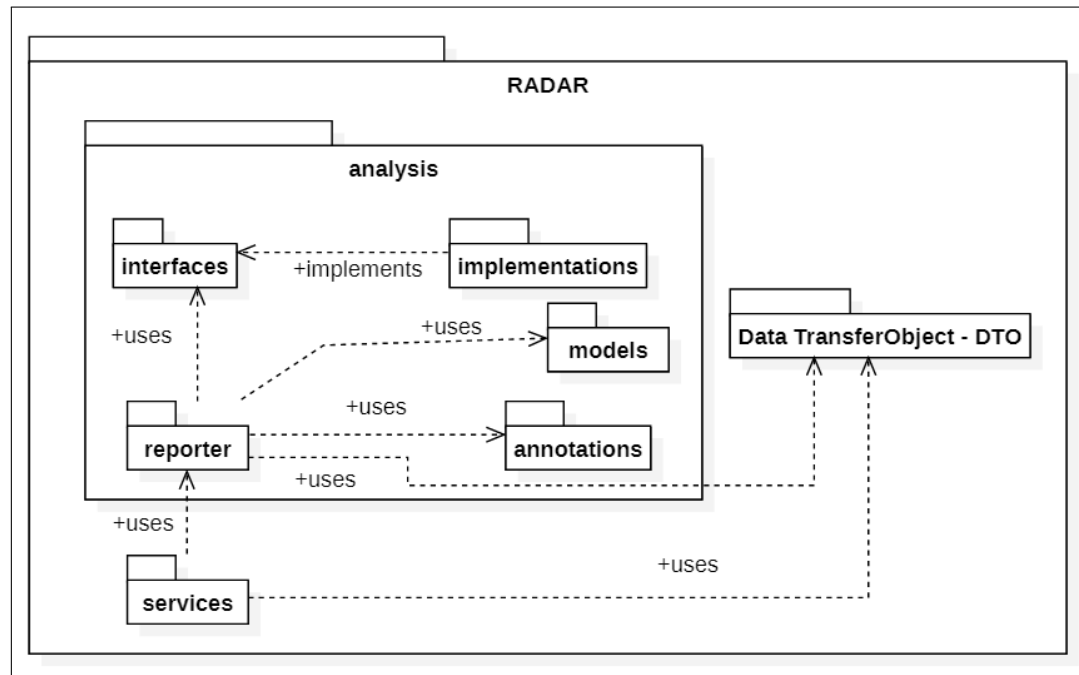 RADAR
analysis
interfaces
+implements
implementations
+uses
+uses
models
Data TransferObject - DTO
+uses
reporter
annotations
+uses
+uses
+uses
services